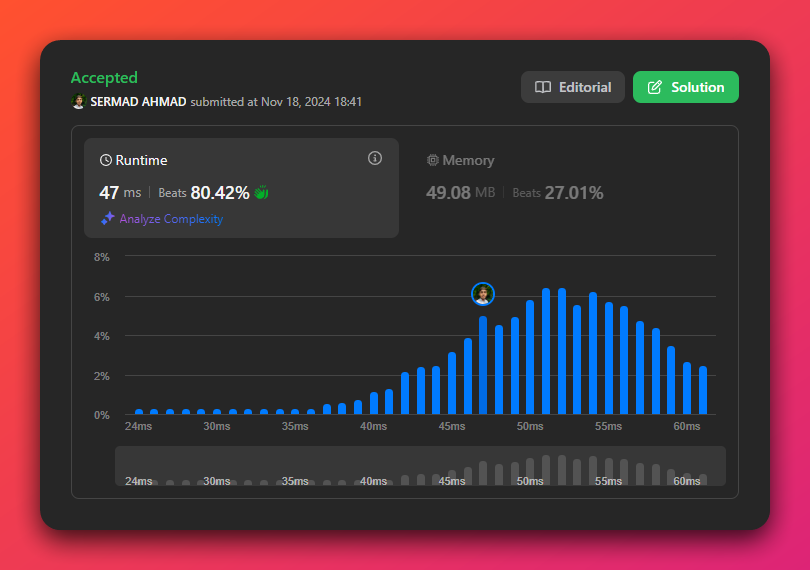 Accepted
SERMAD AHMAD submitted at Nov 18, 2024 18:41
Editorial
Solution
Runtime
47 ms | Beats 80.42%
Analyze Complexity
Memory
49.08 MB | Beats 27.01%
8%
6%
4%
2%
0%
24ms 30ms 35ms 40ms 45ms 50ms 55ms 60ms
24ms 30ms 35ms 40ms 45ms 50ms 55ms 60ms